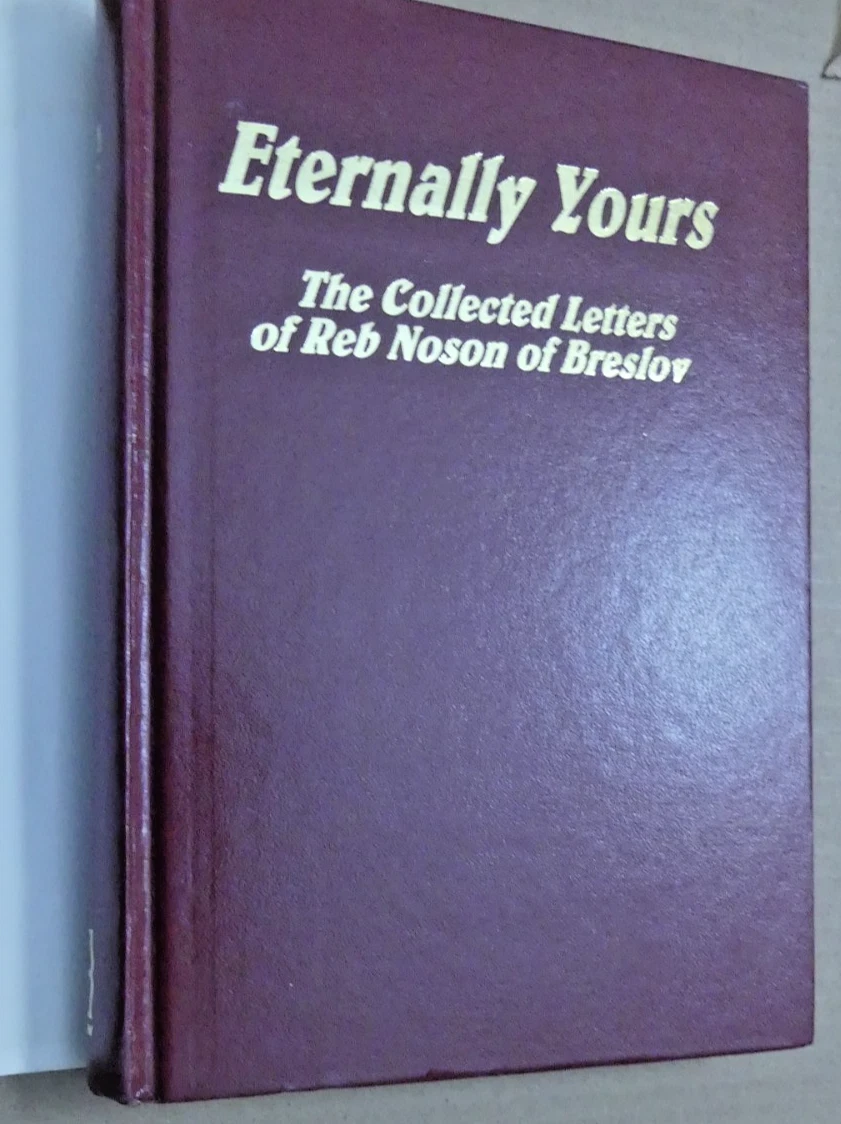 Eternally Yours
The Collected Letters
of Reb Noson of Breslov